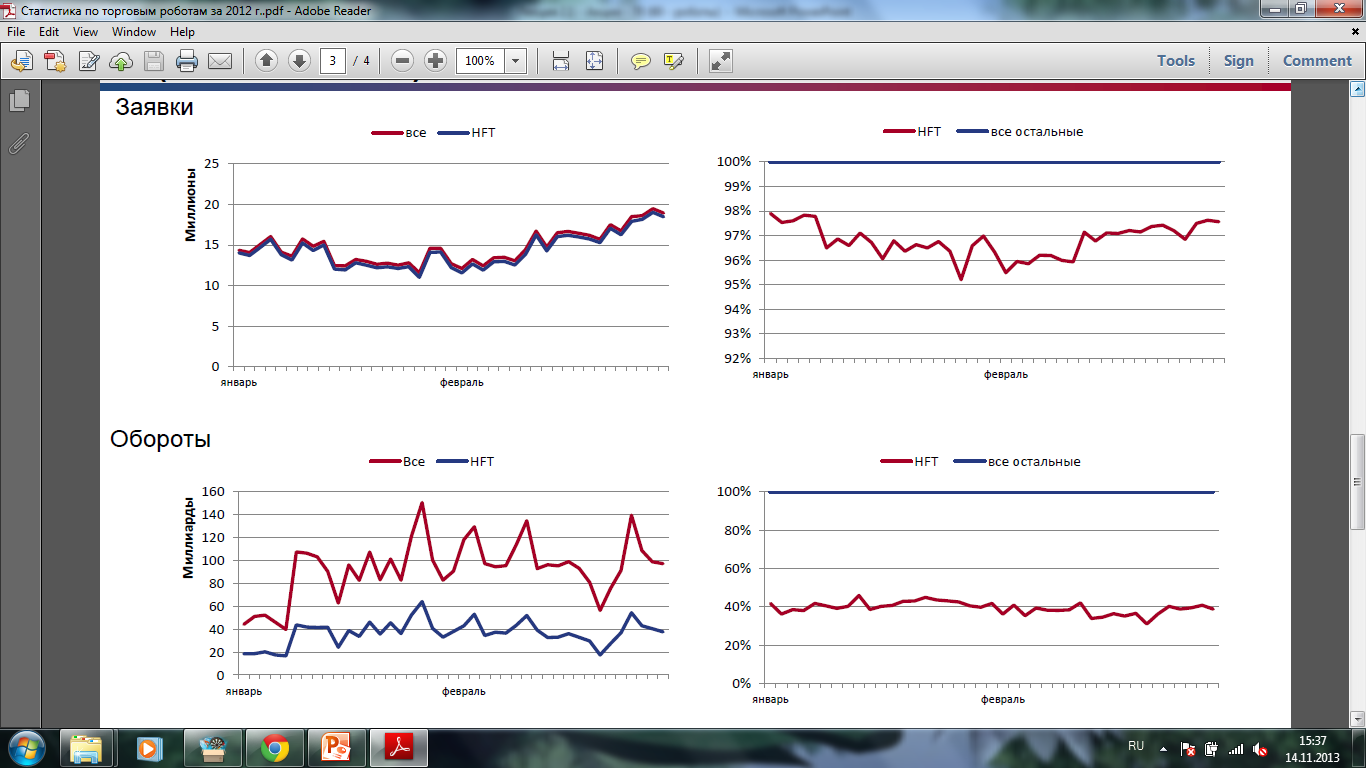 Статистика по торговым роботам за 2012 г..pdf - Adobe Reader
File Edit View Window Help
3 / 4 100% Tools Sign Comment
Заявки
все HFT
HFT все остальные
Миллионы
25
20
15
10
5
0
январь февраль
100%
99%
98%
97%
96%
95%
94%
93%
92%
январь февраль
Обороты
Все HFT
HFT все остальные
Миллиарды
160
140
120
100
80
60
40
20
0
январь февраль
100%
80%
60%
40%
20%
0%
январь февраль
RU 15:37
14.11.2013